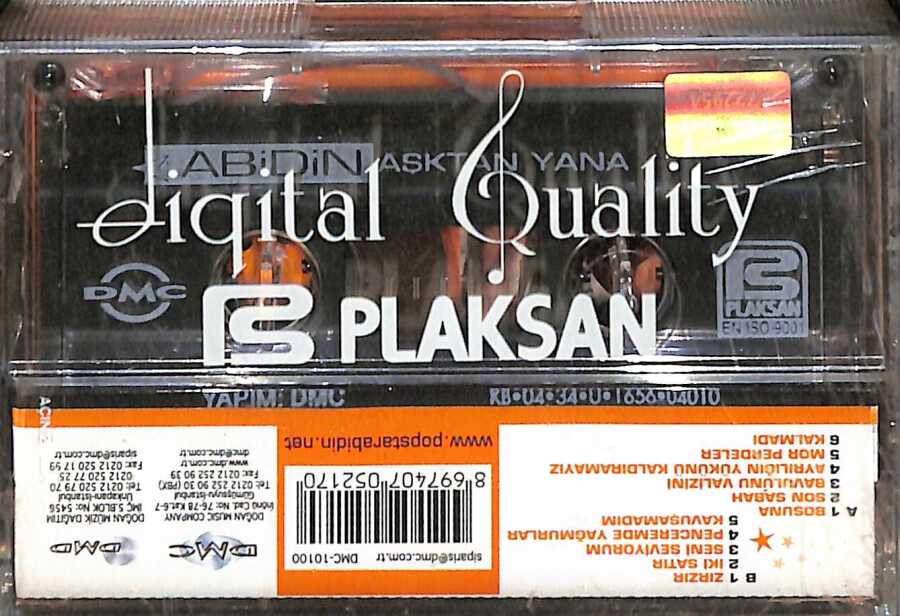 ABİDİN AŞKTAN YANA
digital Quality
DMC
PLAKSAN
EN ISO 9001
PLAKSAN
YAPIM: DMC
KB·04·34·U·1656·04010
B 1 ZIRZIR
2 İKİ SATIR
3 SENİ SEVİYORUM
4 PENCEREMDE YAĞMURLAR
5 KAVUŞAMADIM
A 1 BOŞUNA
2 SON SABAH
3 BAVULUNU VALİZİNİ
4 AYRILIĞIN YÜKÜNÜ KALDIRAMAYIZ
5 MOR PERDELER
6 KALMADI
siparis@dmc.com.tr DMC-10100
8 697407 052170
www.popstarabidin.net
DMC
DOĞAN MUSIC COMPANY
İnönü Cad. No: 76-78 Kat.6-7
Gümüşsuyu-İstanbul
Tel: 0212 252 90 30 (PBX)
Fax: 0212 252 90 39
www.dmc.com.tr
dmc@dmc.com.tr
DMD
DOĞAN MÜZİK DAĞITIM
İMÇ 5.BLOK No: 5456
Unkapanı-İstanbul
Tel: 0212 520 79 70
0212 520 77 25
Fax: 0212 520 17 99
siparis@dmc.com.tr